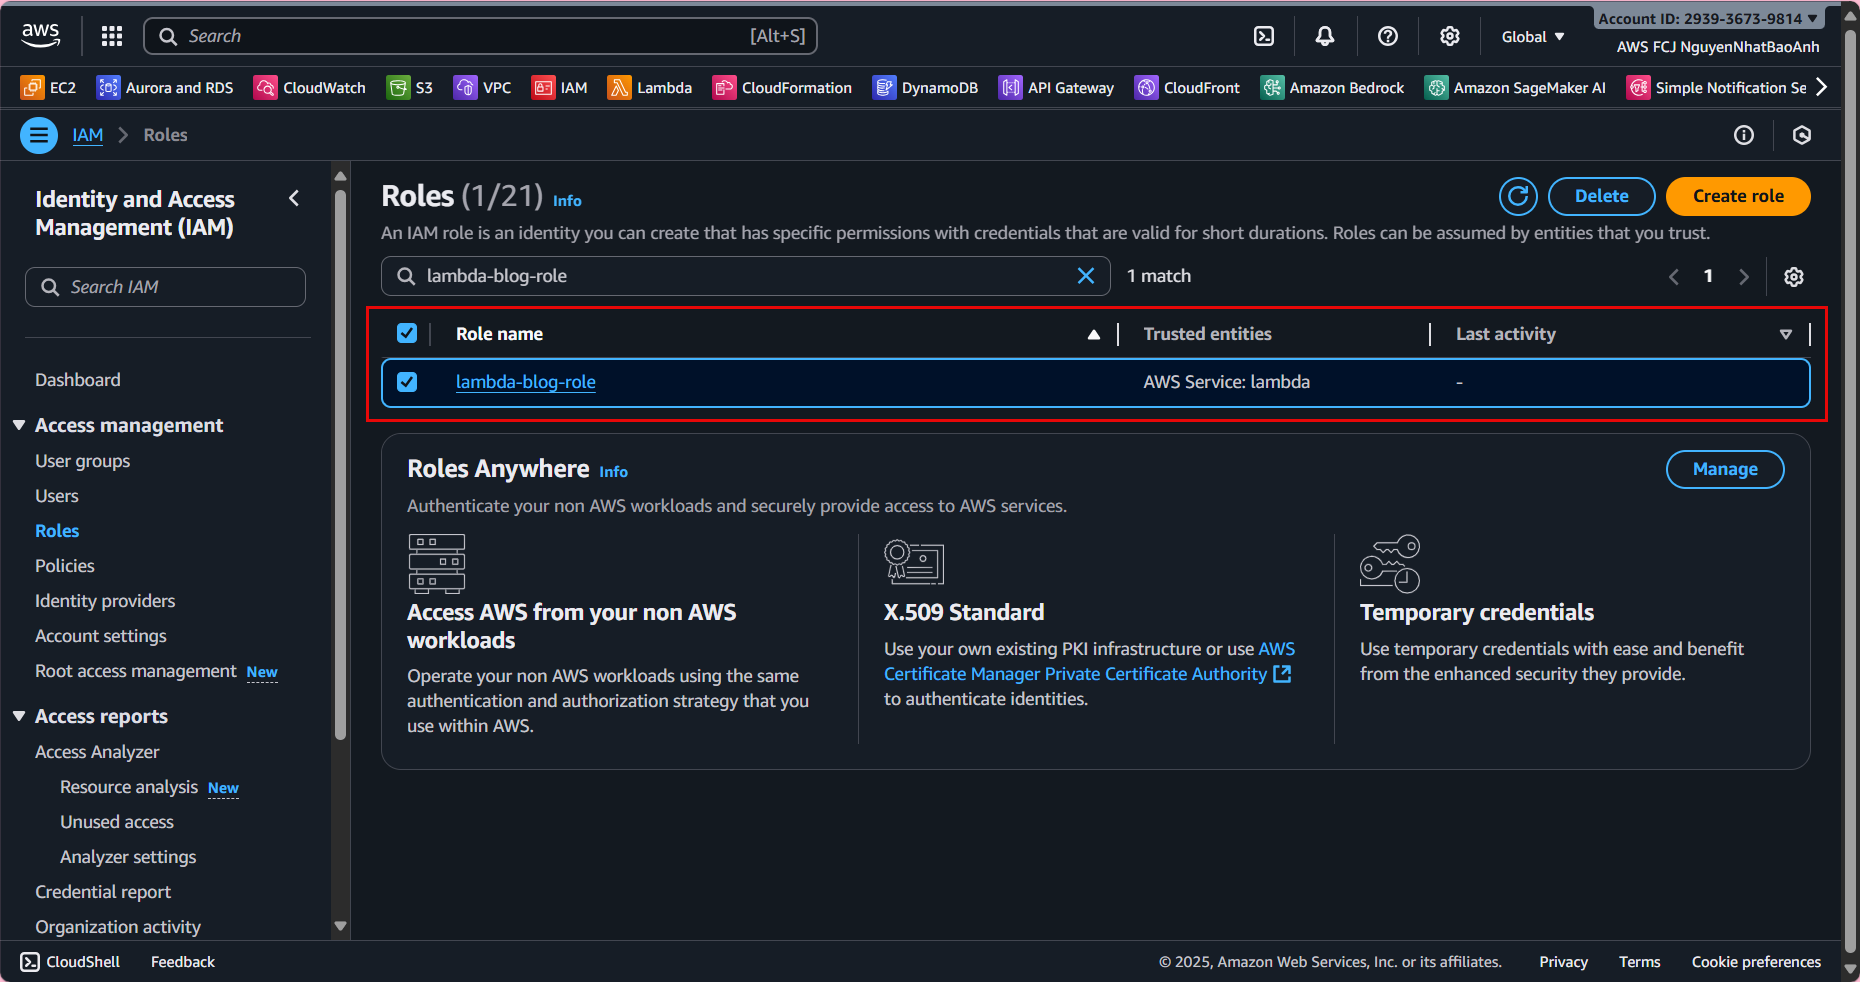 aws
Search
[Alt+S]
Global
Account ID: 2939-3673-9814
AWS FCJ NguyenNhatBaoAnh
EC2
Aurora and RDS
CloudWatch
S3
VPC
IAM
Lambda
CloudFormation
DynamoDB
API Gateway
CloudFront
Amazon Bedrock
Amazon SageMaker AI
Simple Notification Se
IAM
Roles
Identity and Access
Management (IAM)
Search IAM
Dashboard
Access management
User groups
Users
Roles
Policies
Identity providers
Account settings
Root access management New
Access reports
Access Analyzer
Resource analysis New
Unused access
Analyzer settings
Credential report
Organization activity
Roles (1/21) Info
Delete
Create role
An IAM role is an identity you can create that has specific permissions with credentials that are valid for short durations. Roles can be assumed by entities that you trust.
lambda-blog-role
1 match
1
Role name
Trusted entities
Last activity
lambda-blog-role
AWS Service: lambda
-
Roles Anywhere Info
Manage
Authenticate your non AWS workloads and securely provide access to AWS services.
Access AWS from your non AWS
workloads
Operate your non AWS workloads using the same
authentication and authorization strategy that you
use within AWS.
X.509 Standard
Use your own existing PKI infrastructure or use AWS
Certificate Manager Private Certificate Authority
to authenticate identities.
Temporary credentials
Use temporary credentials with ease and benefit
from the enhanced security they provide.
CloudShell
Feedback
© 2025, Amazon Web Services, Inc. or its affiliates.
Privacy
Terms
Cookie preferences